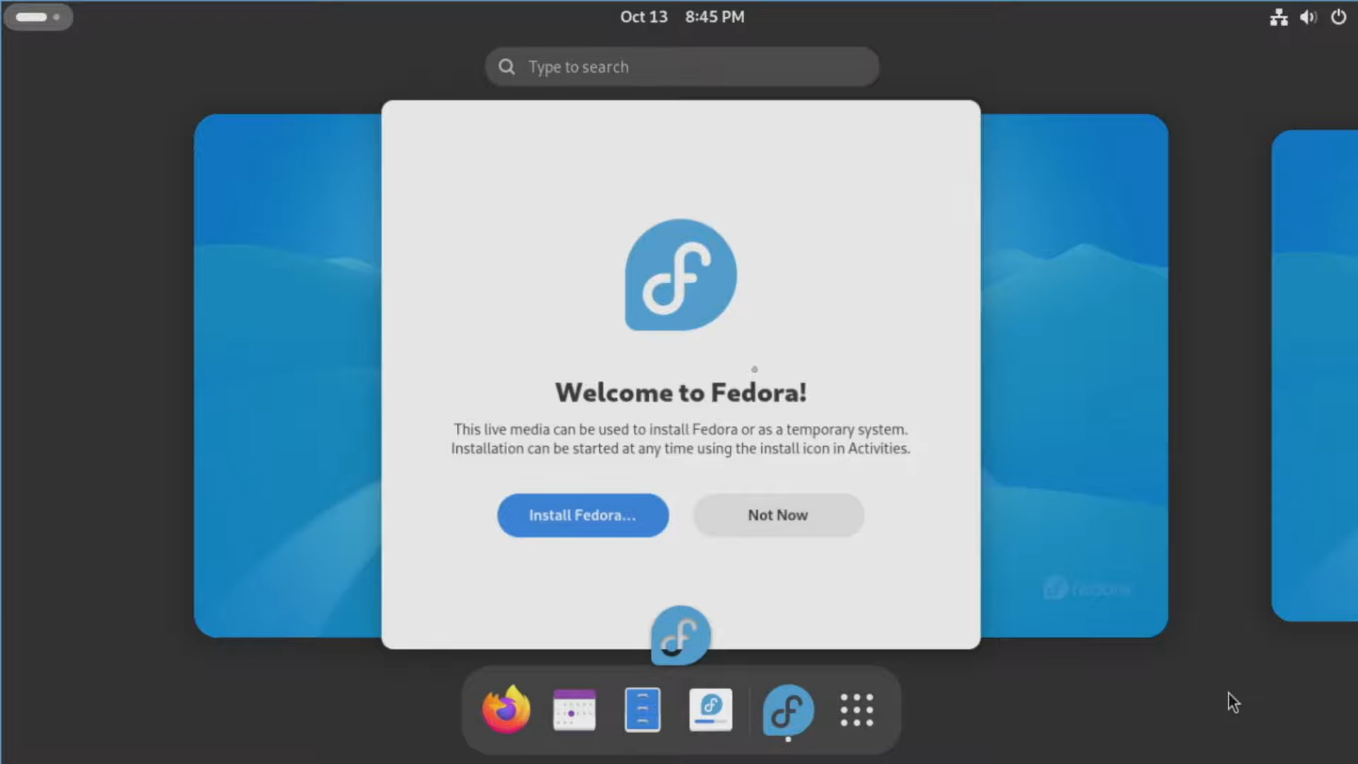 Oct 13 8:45 PM
Type to search
Welcome to Fedora!
This live media can be used to install Fedora or as a temporary system.
Installation can be started at any time using the install icon in Activities.
Install Fedora...
Not Now
fedora